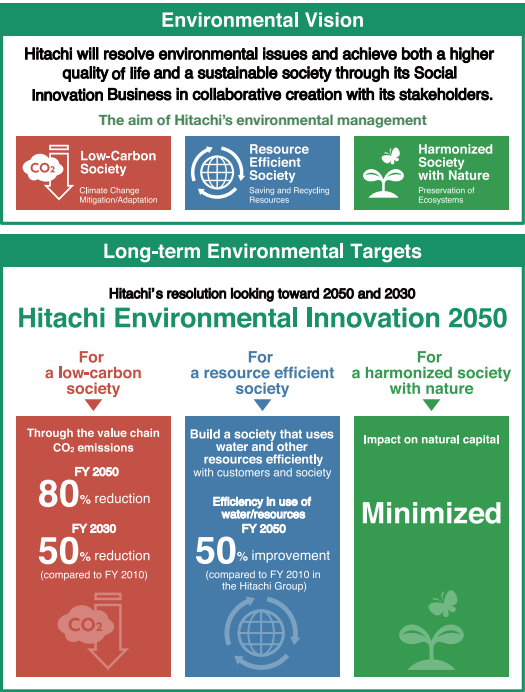 Environmental Vision
Hitachi will resolve environmental issues and achieve both a higher
quality of life and a sustainable society through its Social
Innovation Business in collaborative creation with its stakeholders.
The aim of Hitachi's environmental management
CO2
Low-Carbon
Society
Climate Change
Mitigation/Adaptation
Resource
Efficient
Society
Saving and Recycling
Resources
Harmonized
Society
with Nature
Preservation of
Ecosystems
Long-term Environmental Targets
Hitachi's resolution looking toward 2050 and 2030
Hitachi Environmental Innovation 2050
For
a low-carbon
society
Through the value chain
CO2 emissions
FY 2050
80% reduction
FY 2030
50% reduction
(compared to FY 2010)
CO2
For
a resource efficient
society
Build a society that uses
water and other
resources efficiently
with customers and society
Efficiency in use of
water/resources
FY 2050
50% improvement
(compared to FY 2010 in
the Hitachi Group)
For
a harmonized society
with nature
Impact on natural capital
Minimized